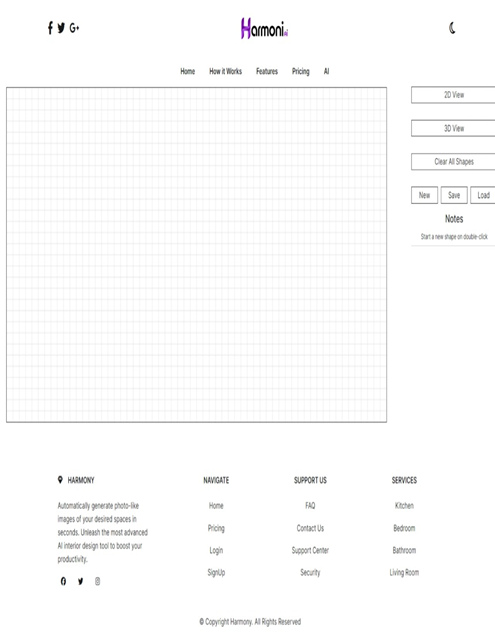 Harmoni.ai
Home How it Works Features Pricing AI
2D View
3D View
Clear All Shapes
New Save Load
Notes
Start a new shape on double-click
HARMONY
Automatically generate photo-like
images of your desired spaces in
seconds. Unleash the most advanced
AI interior design tool to boost your
productivity.
NAVIGATE
Home
Pricing
Login
SignUp
SUPPORT US
FAQ
Contact Us
Support Center
Security
SERVICES
Kitchen
Bedroom
Bathroom
Living Room
© Copyright Harmony. All Rights Reserved